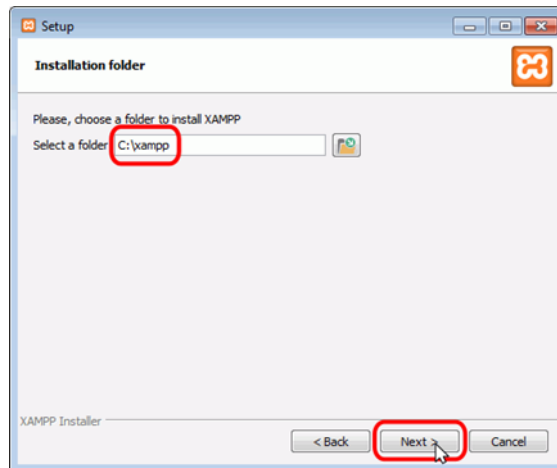 Setup
Installation folder
Please, choose a folder to install XAMPP
Select a folder C:\xampp
XAMPP Installer
< Back Next > Cancel